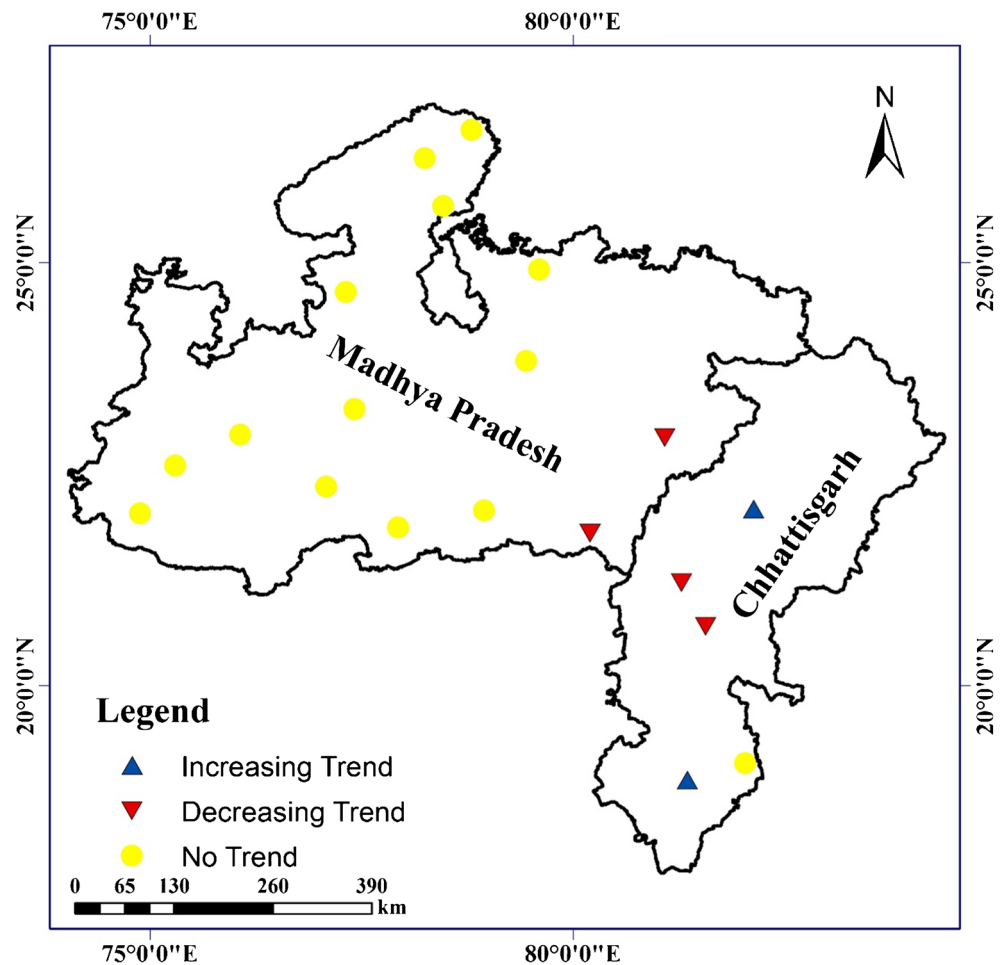 75°0'0"E
80°0'0"E
N
25°0'0"N
25°0'0"N
Madhya Pradesh
Chhattisgarh
20°0'0"N
20°0'0"N
Legend
Increasing Trend
Decreasing Trend
No Trend
0 65 130 260 390
km
75°0'0"E
80°0'0"E